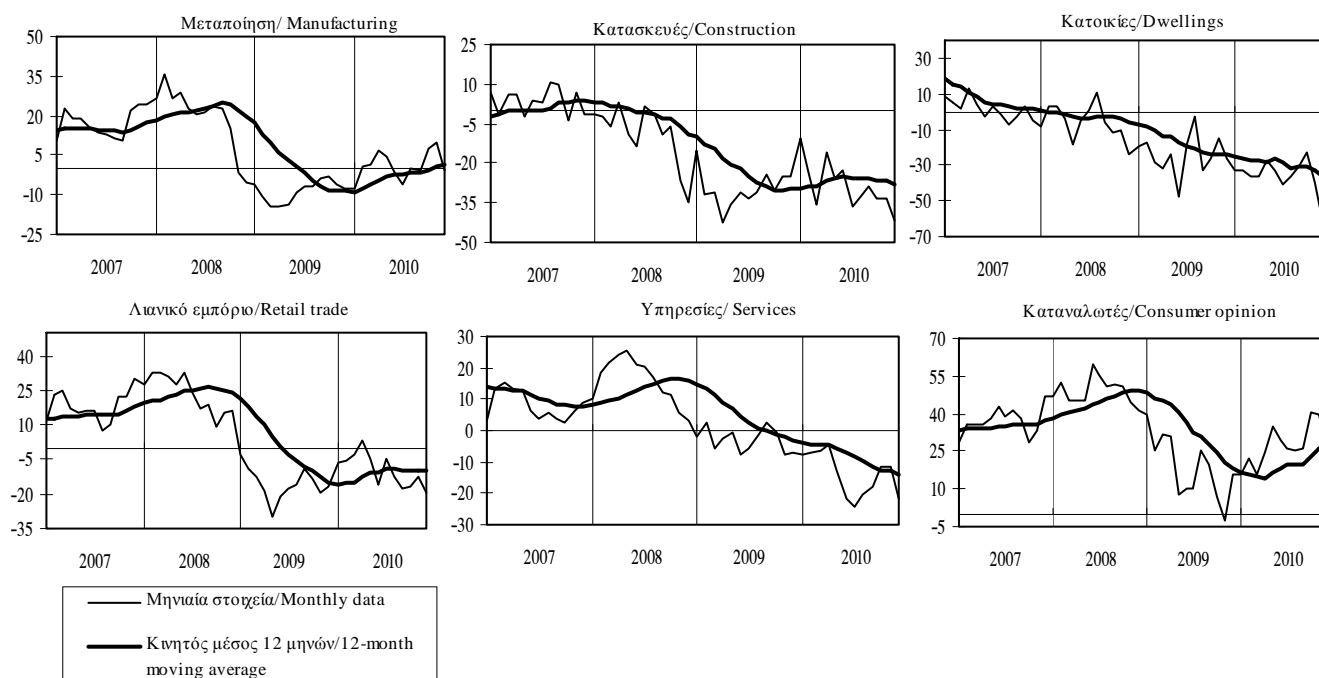 Μεταποίηση/ Manufacturing
50
35
20
5
-10
-25
2007 2008 2009 2010
Κατασκευές/Construction
25
10
-5
-20
-35
-50
2007 2008 2009 2010
Κατοικίες/Dwellings
30
10
-10
-30
-50
-70
2007 2008 2009 2010
Λιανικό εμπόριο/Retail trade
40
25
10
-5
-20
-35
2007 2008 2009 2010
Υπηρεσίες/ Services
30
20
10
0
-10
-20
-30
2007 2008 2009 2010
Καταναλωτές/Consumer opinion
70
55
40
25
10
-5
2007 2008 2009 2010
Μηνιαία στοιχεία/Monthly data
Κινητός μέσος 12 μηνών/12-month
moving average